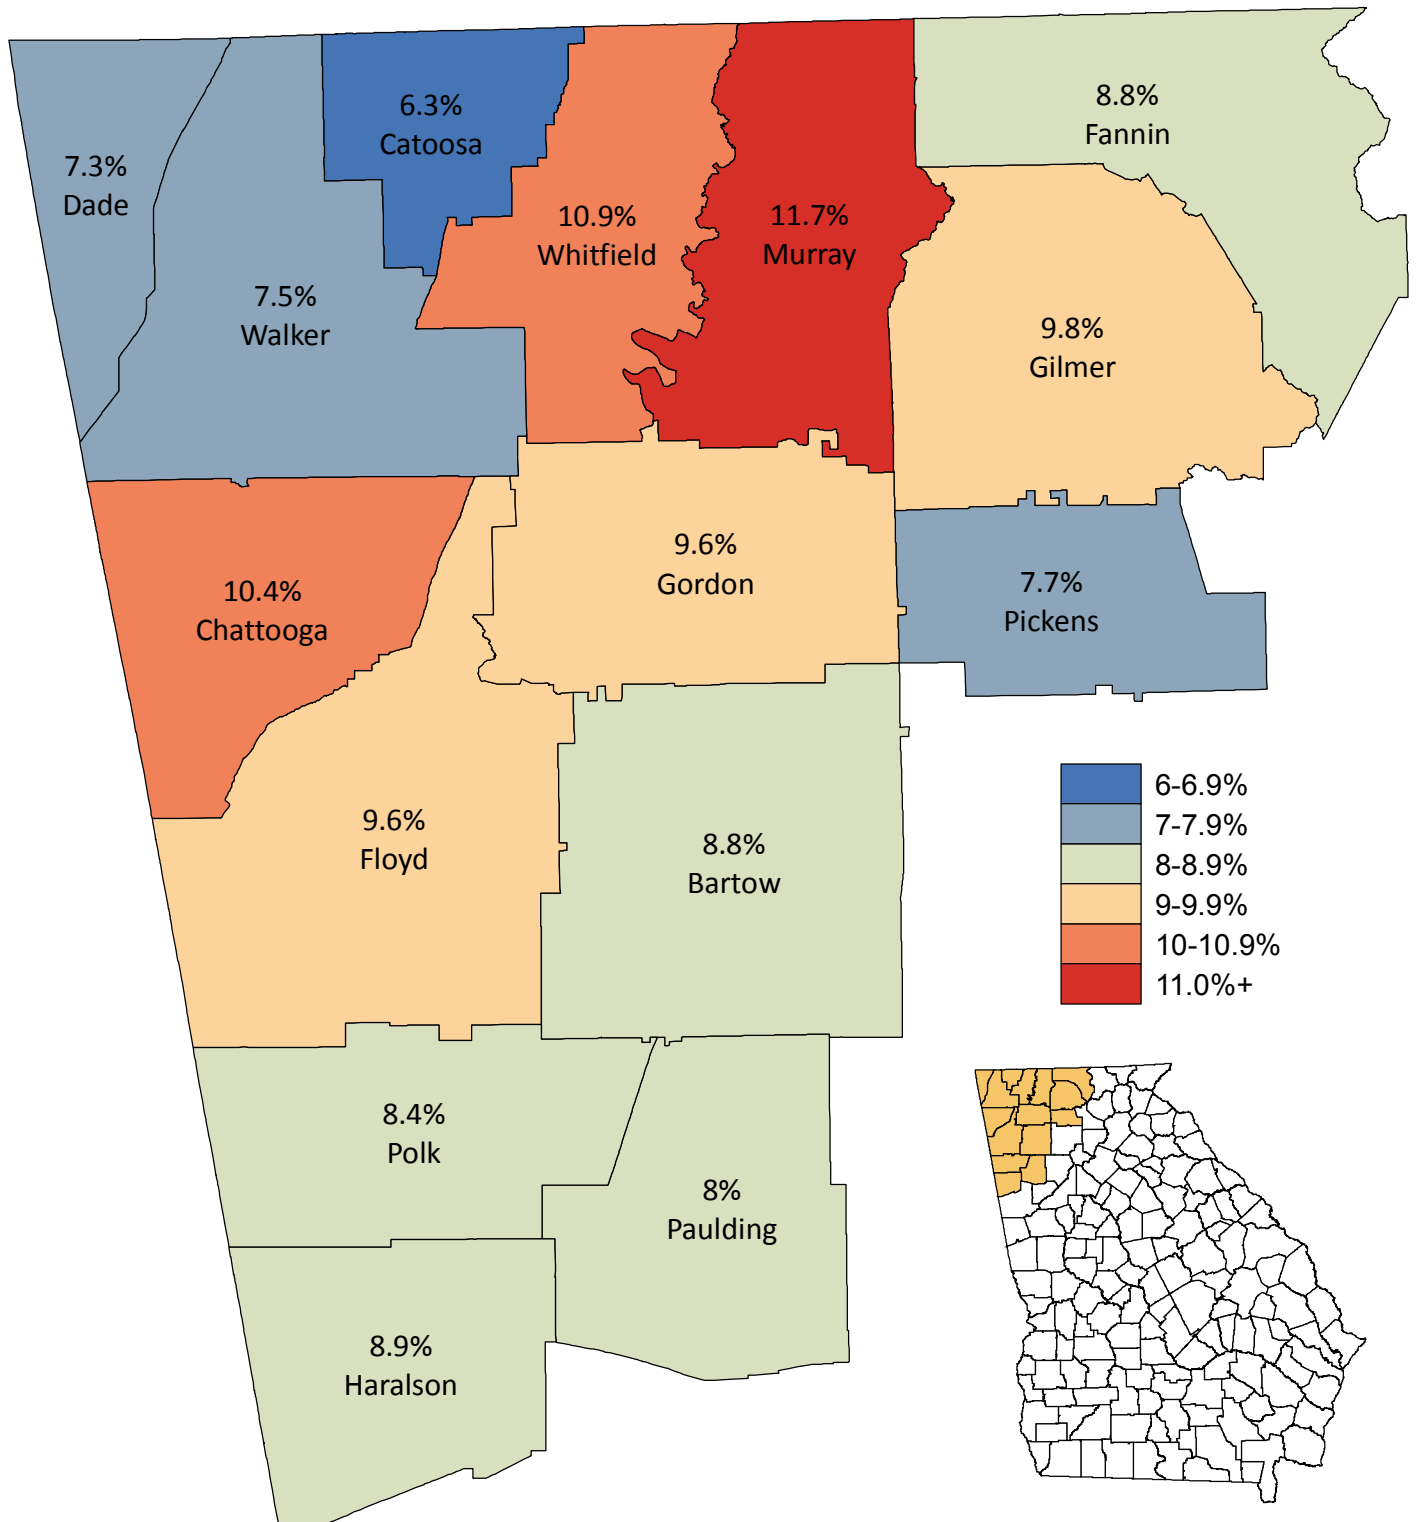 6.3%
Catoosa
8.8%
Fannin
7.3%
Dade
10.9%
Whitfield
11.7%
Murray
7.5%
Walker
9.8%
Gilmer
9.6%
Gordon
10.4%
Chattooga
7.7%
Pickens
9.6%
Floyd
8.8%
Bartow
6-6.9%
7-7.9%
8-8.9%
9-9.9%
10-10.9%
11.0%+
8.4%
Polk
8%
Paulding
8.9%
Haralson